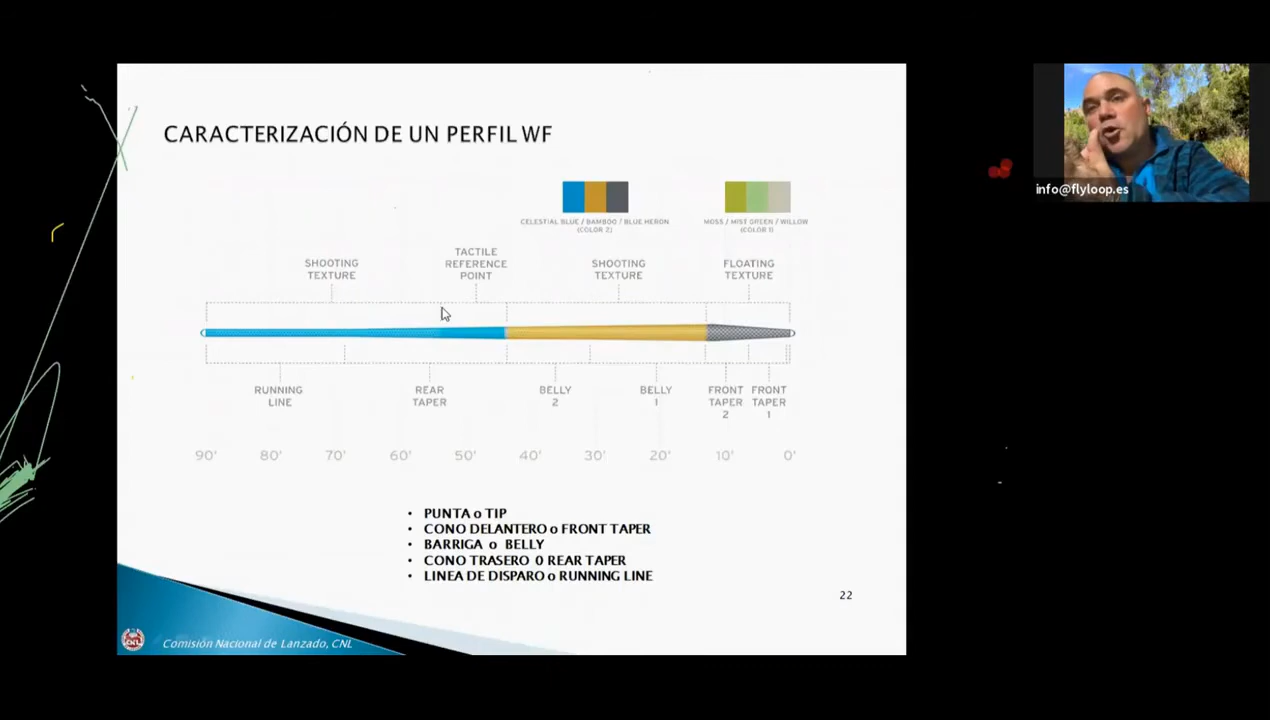 CARACTERIZACIÓN DE UN PERFIL WF
info@flyloop.es
CELESTIAL BLUE / BAMBOO / BLUE HERON
(COLOR 2)
MOSS / MIST GREEN / WILLOW
(COLOR 1)
SHOOTING
TEXTURE
TACTILE
REFERENCE
POINT
SHOOTING
TEXTURE
FLOATING
TEXTURE
RUNNING
LINE
REAR
TAPER
BELLY
2
BELLY
1
FRONT
TAPER
2
FRONT
TAPER
1
90' 80' 70' 60' 50' 40' 30' 20' 10' 0'
• PUNTA o TIP
• CONO DELANTERO o FRONT TAPER
• BARRIGA o BELLY
• CONO TRASERO 0 REAR TAPER
• LINEA DE DISPARO o RUNNING LINE
22
CNL
Comisión Nacional de Lanzado, CNL